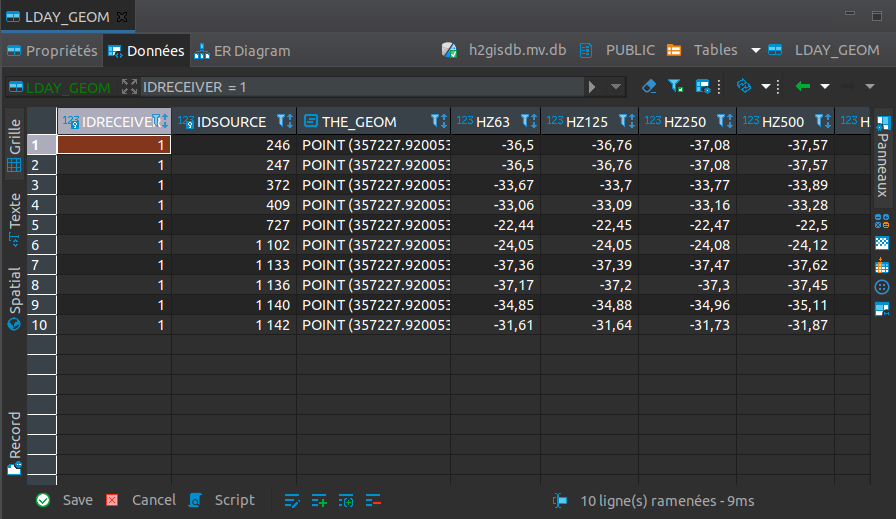 LDAY_GEOM
Propriétés Données ER Diagram h2gisdb.mv.db PUBLIC Tables LDAY_GEOM
LDAY_GEOM IDRECEIVER = 1
123 IDRECEIVER 123 IDSOURCE THE_GEOM 123 HZ63 123 HZ125 123 HZ250 123 HZ500 H
1 1 246 POINT (357227.920053 -36,5 -36,76 -37,08 -37,57
2 1 247 POINT (357227.920053 -36,5 -36,76 -37,08 -37,57
3 1 372 POINT (357227.920053 -33,67 -33,7 -33,77 -33,89
4 1 409 POINT (357227.920053 -33,06 -33,09 -33,16 -33,28
5 1 727 POINT (357227.920053 -22,44 -22,45 -22,47 -22,5
6 1 1 102 POINT (357227.920053 -24,05 -24,05 -24,08 -24,12
7 1 1 133 POINT (357227.920053 -37,36 -37,39 -37,47 -37,62
8 1 1 136 POINT (357227.920053 -37,17 -37,2 -37,3 -37,45
9 1 1 140 POINT (357227.920053 -34,85 -34,88 -34,96 -35,11
10 1 1 142 POINT (357227.920053 -31,61 -31,64 -31,73 -31,87
Grille
Texte
Spatial
Record
Panneaux
Save Cancel Script 10 ligne(s) ramenées - 9ms